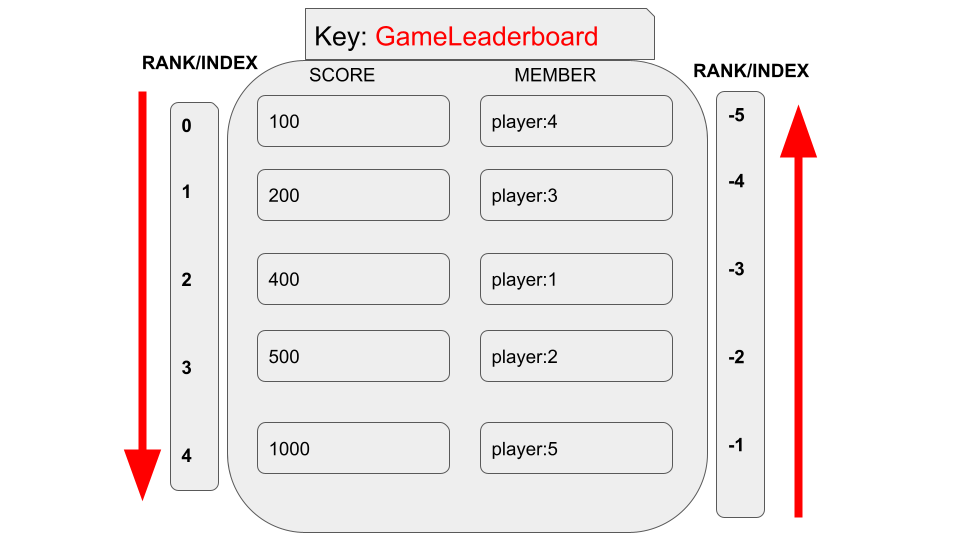 Key: GameLeaderboard
RANK/INDEX
SCORE MEMBER
RANK/INDEX
0 100 player:4 -5
1 200 player:3 -4
2 400 player:1 -3
3 500 player:2 -2
4 1000 player:5 -1